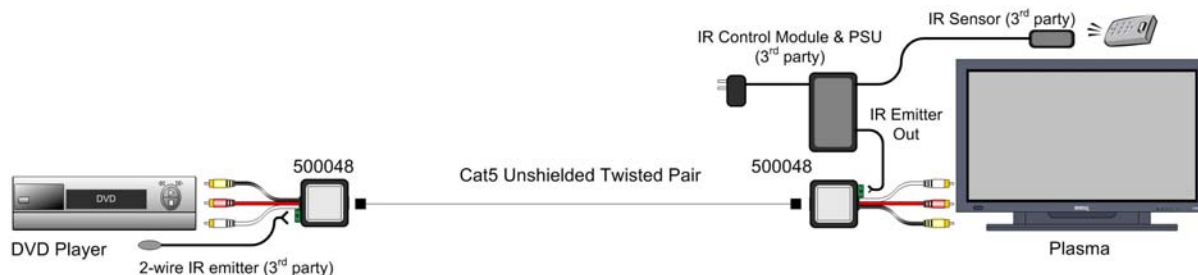 IR Control Module & PSU
(3rd party)
IR Sensor (3rd party)
IR Emitter
Out
500048
500048
Cat5 Unshielded Twisted Pair
DVD
DVD Player
2-wire IR emitter (3rd party)
BenQ
Plasma